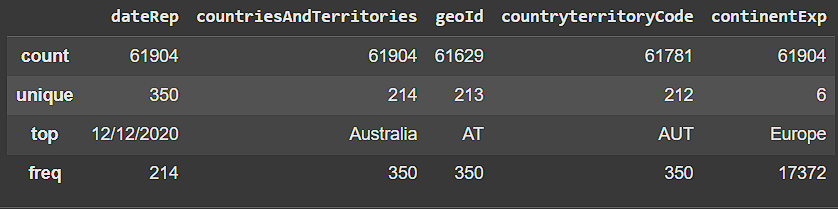 dateRep countriesAndTerritories geoId countryterritoryCode continentExp
count 61904 61904 61629 61781 61904
unique 350 214 213 212 6
top 12/12/2020 Australia AT AUT Europe
freq 214 350 350 350 17372